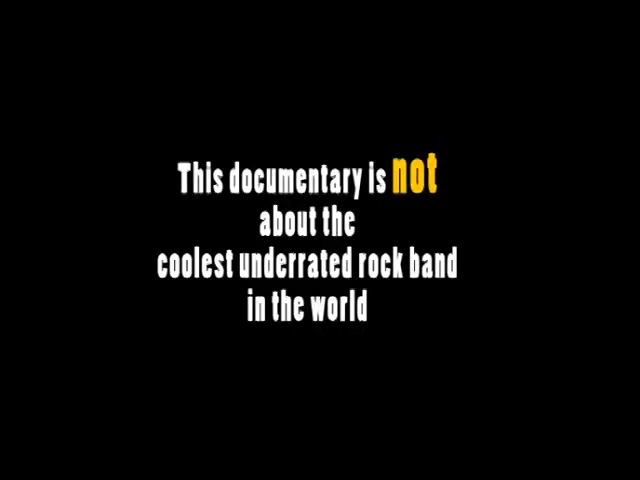 This documentary is not
about the
coolest underrated rock band
in the world